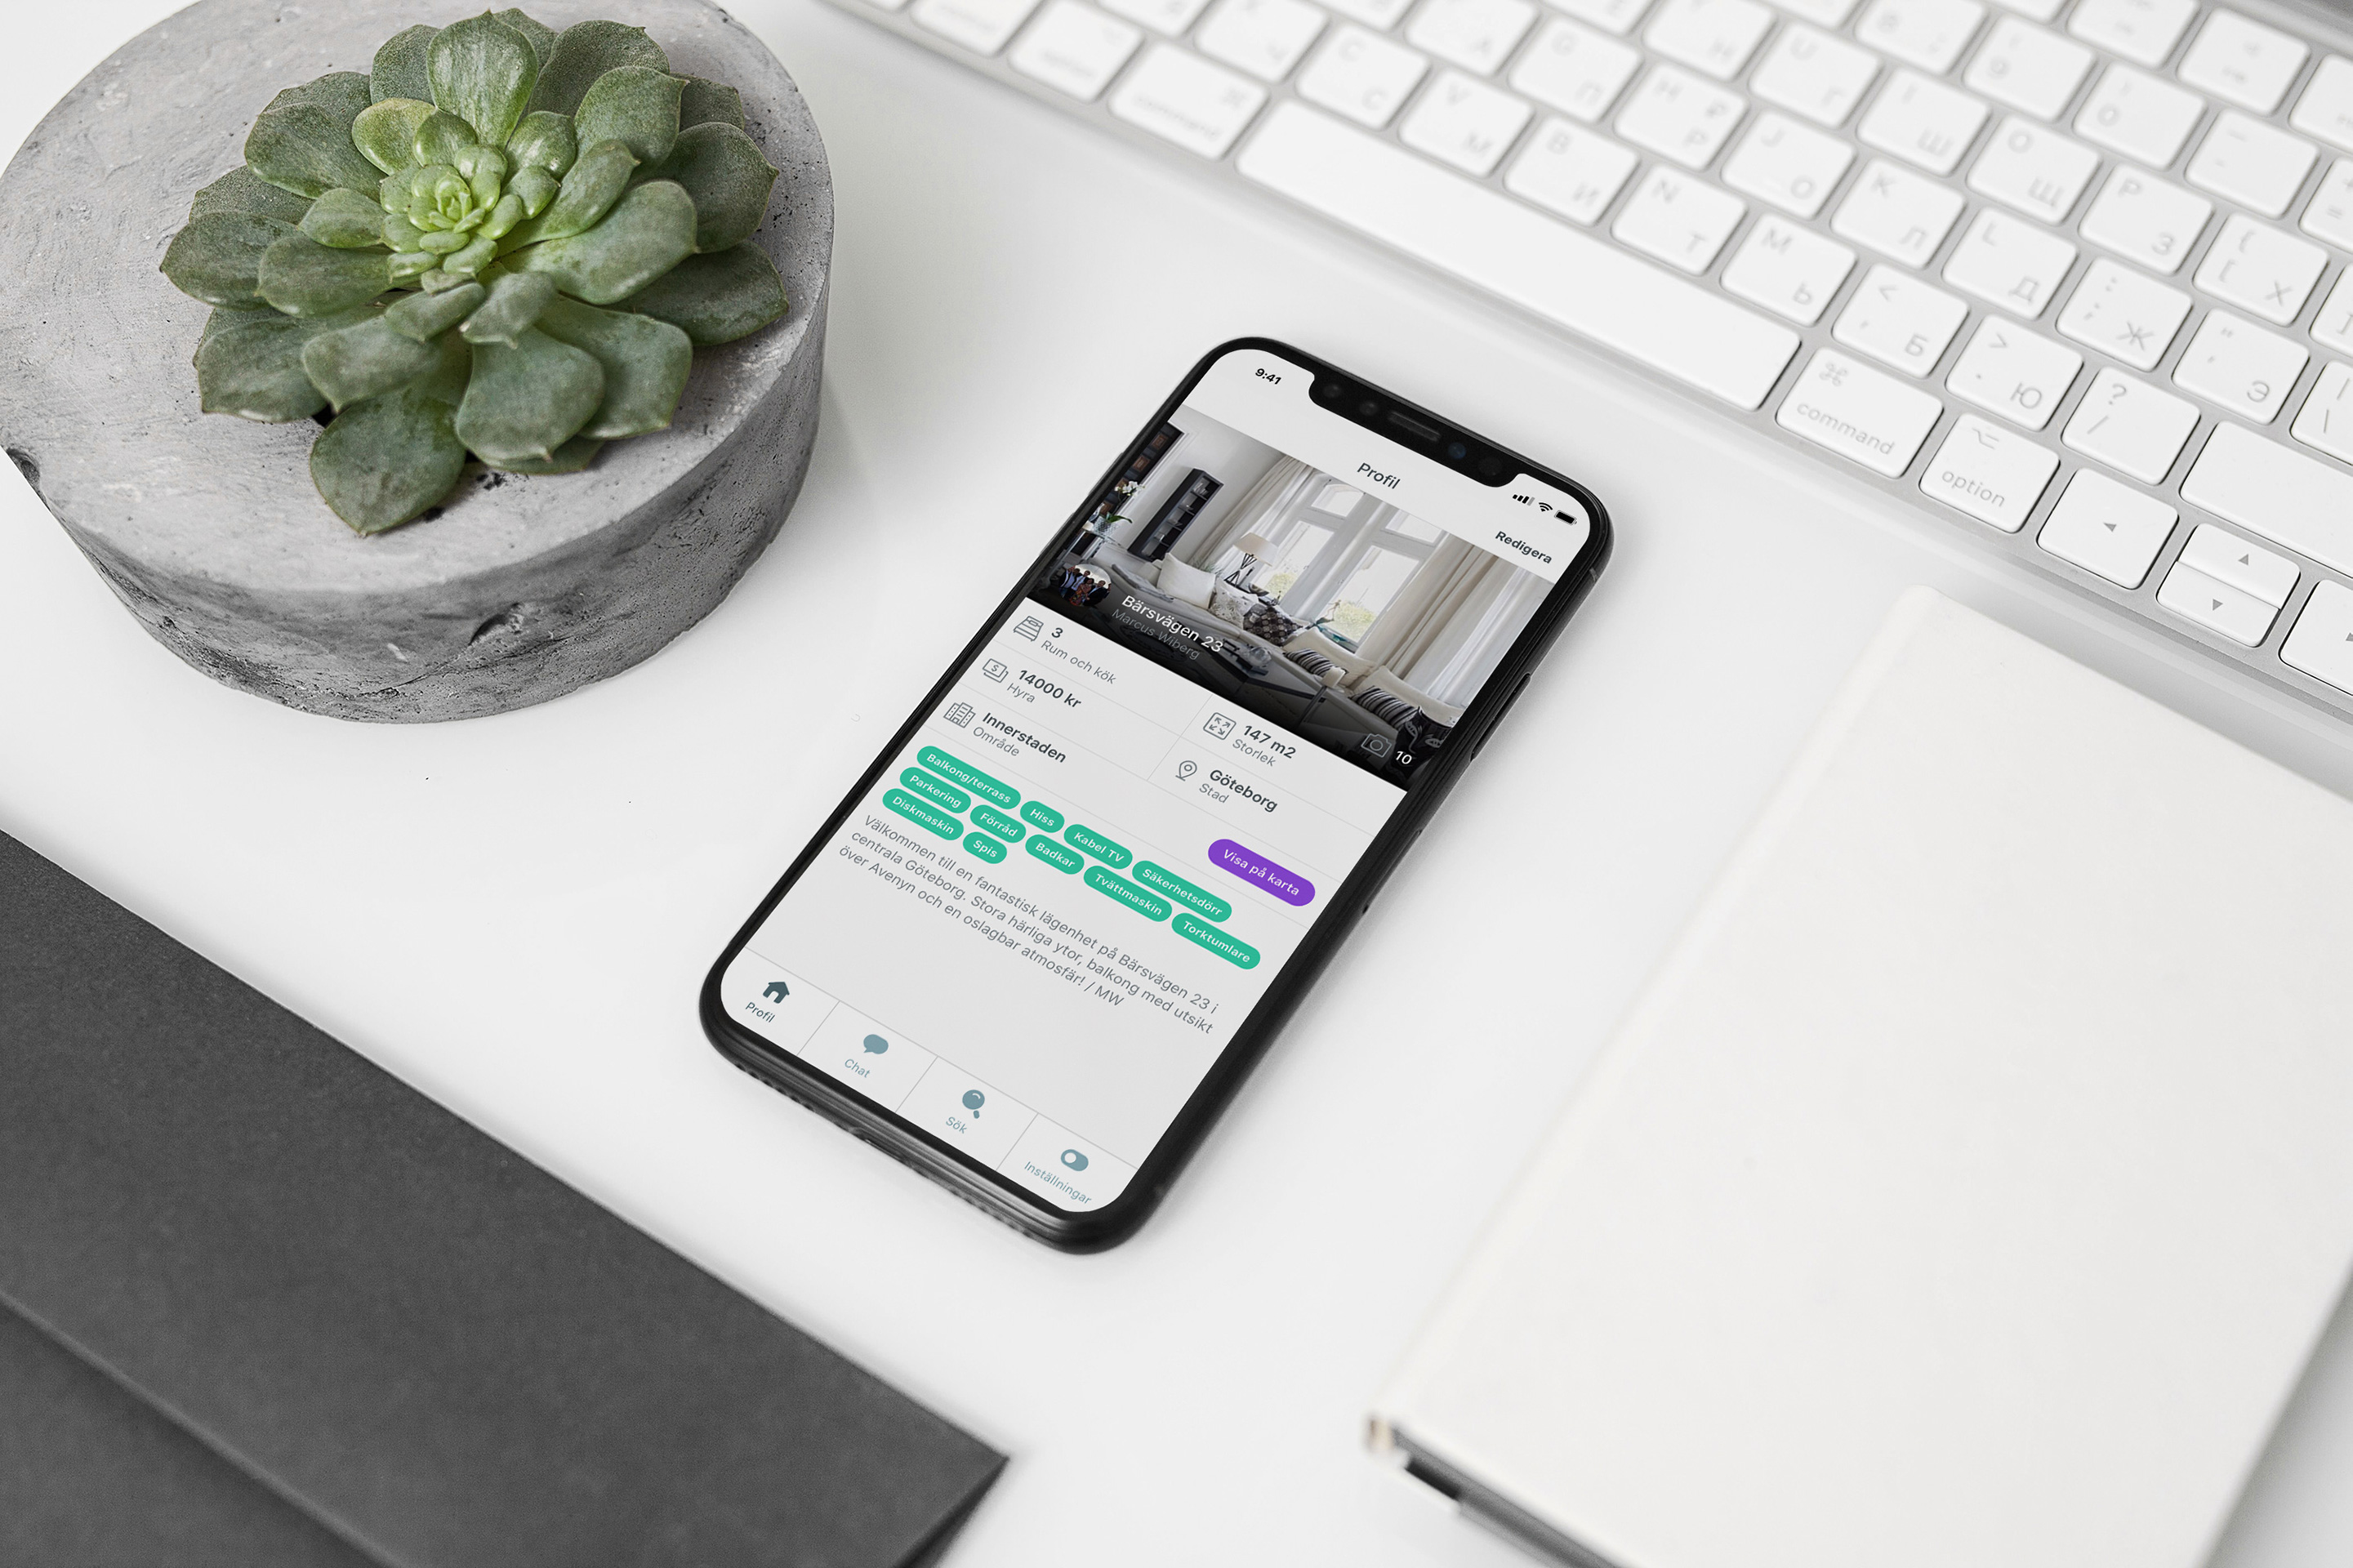 9:41
Profil
Redigera
Bärsvägen 23
Marcus Wiberg
10
3
Rum och kök
14000 kr
Hyra
147 m2
Storlek
Innerstaden
Område
Göteborg
Stad
Visa på karta
Balkong/terrass Hiss Kabel TV Säkerhetsdörr
Parkering Förråd Badkar Tvättmaskin Torktumlare
Diskmaskin Spis
Välkommen till en fantastisk lägenhet på Bärsvägen 23 i
centrala Göteborg. Stora härliga ytor, balkong med utsikt
över Avenyn och en oslagbar atmosfär! / MW
Profil
Chat
Sök
Inställningar
option
command
C С
V М
B И
N Т
M Ь
< , Б
> . Ю
? /
command
option
G П
H Р
J О
K Л
L Д
: ; Ж
" ' Э
I Ш
O Щ
P З
{ [ Х